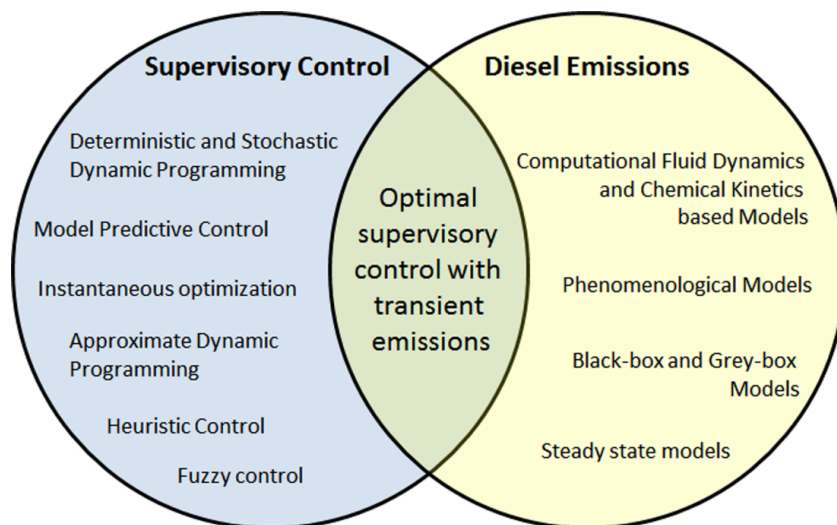 Supervisory Control
Diesel Emissions
Deterministic and Stochastic
Dynamic Programming
Model Predictive Control
Instantaneous optimization
Approximate Dynamic
Programming
Heuristic Control
Fuzzy control
Optimal
supervisory
control with
transient
emissions
Computational Fluid Dynamics
and Chemical Kinetics
based Models
Phenomenological Models
Black-box and Grey-box
Models
Steady state models